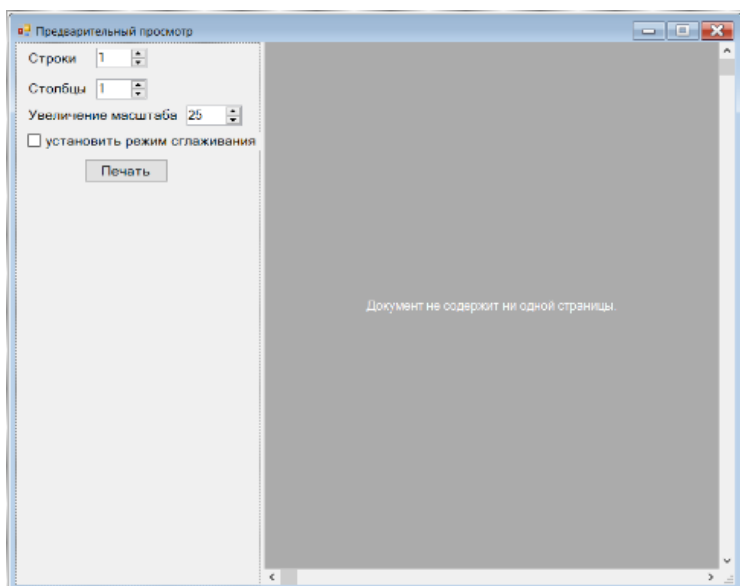 Предварительный просмотр
Строки 1
Столбцы 1
Увеличение масштаба 25
установить режим сглаживания
Печать
Документ не содержит ни одной страницы.